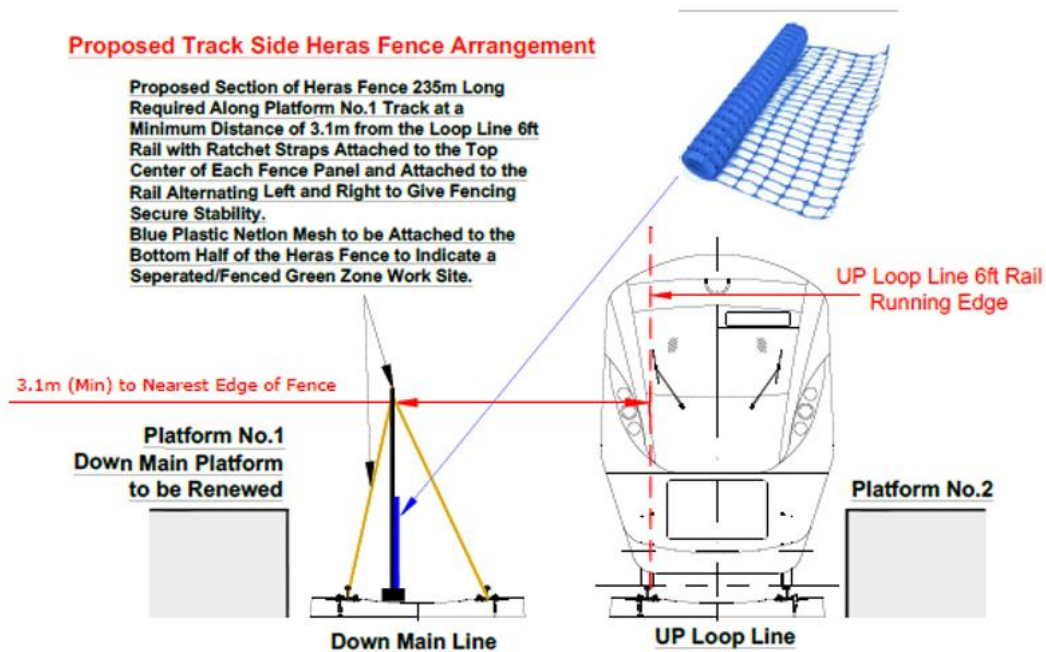 Proposed Track Side Heras Fence Arrangement
Proposed Section of Heras Fence 235m Long
Required Along Platform No.1 Track at a
Minimum Distance of 3.1m from the Loop Line 6ft
Rail with Ratchet Straps Attached to the Top
Center of Each Fence Panel and Attached to the
Rail Alternating Left and Right to Give Fencing
Secure Stability.
Blue Plastic Netlon Mesh to be Attached to the
Bottom Half of the Heras Fence to Indicate a
Seperated/Fenced Green Zone Work Site.
UP Loop Line 6ft Rail
Running Edge
3.1m (Min) to Nearest Edge of Fence
Platform No.1
Down Main Platform
to be Renewed
Platform No.2
Down Main Line
UP Loop Line